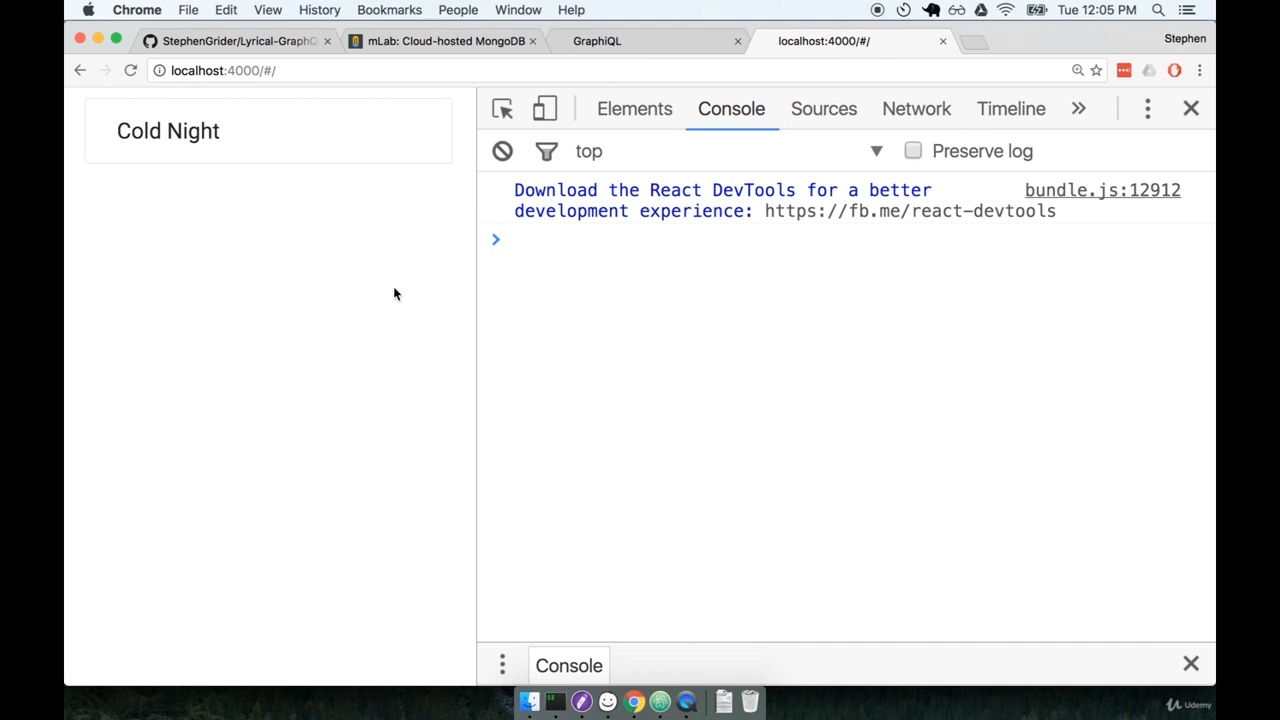 Chrome File Edit View History Bookmarks People Window Help Tue 12:05 PM
StephenGrider/Lyrical-GraphQ mLab: Cloud-hosted MongoDB GraphiQL localhost:4000/#/ Stephen
localhost:4000/#/
Cold Night
Elements Console Sources Network Timeline
top Preserve log
Download the React DevTools for a better bundle.js:12912
development experience: https://fb.me/react-devtools
Console
Udemy